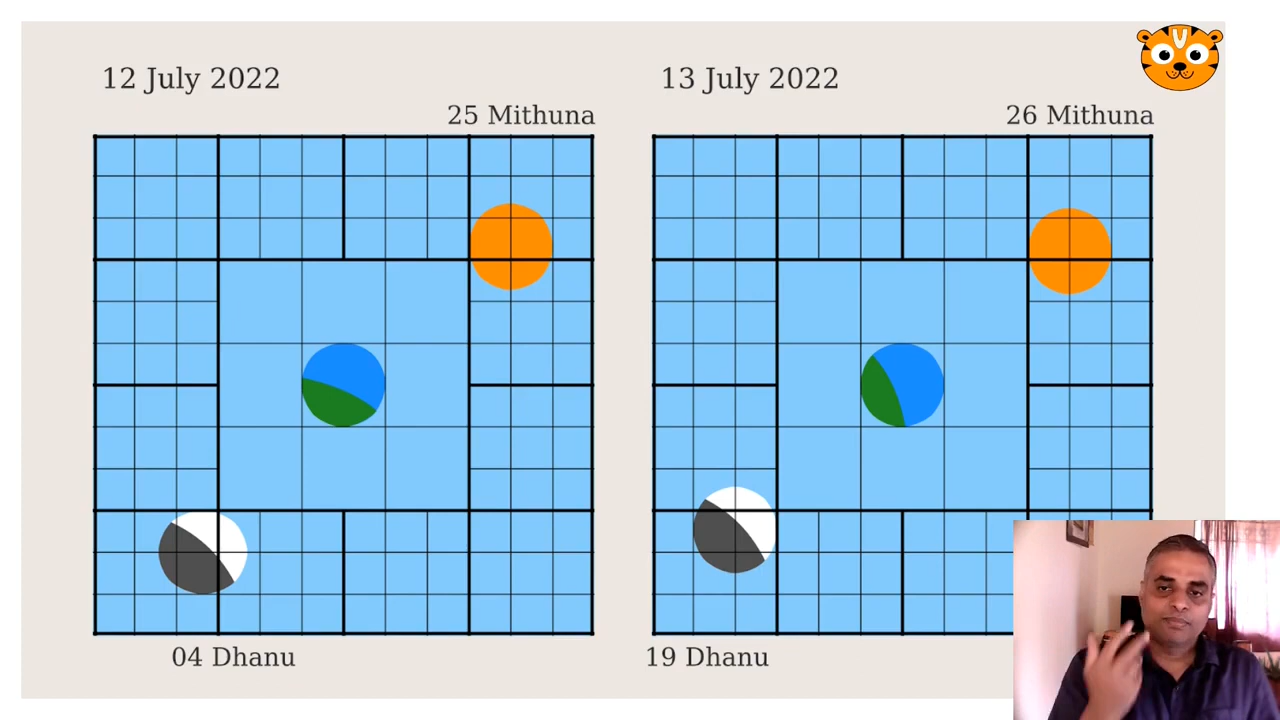 12 July 2022
25 Mithuna
04 Dhanu
13 July 2022
26 Mithuna
19 Dhanu